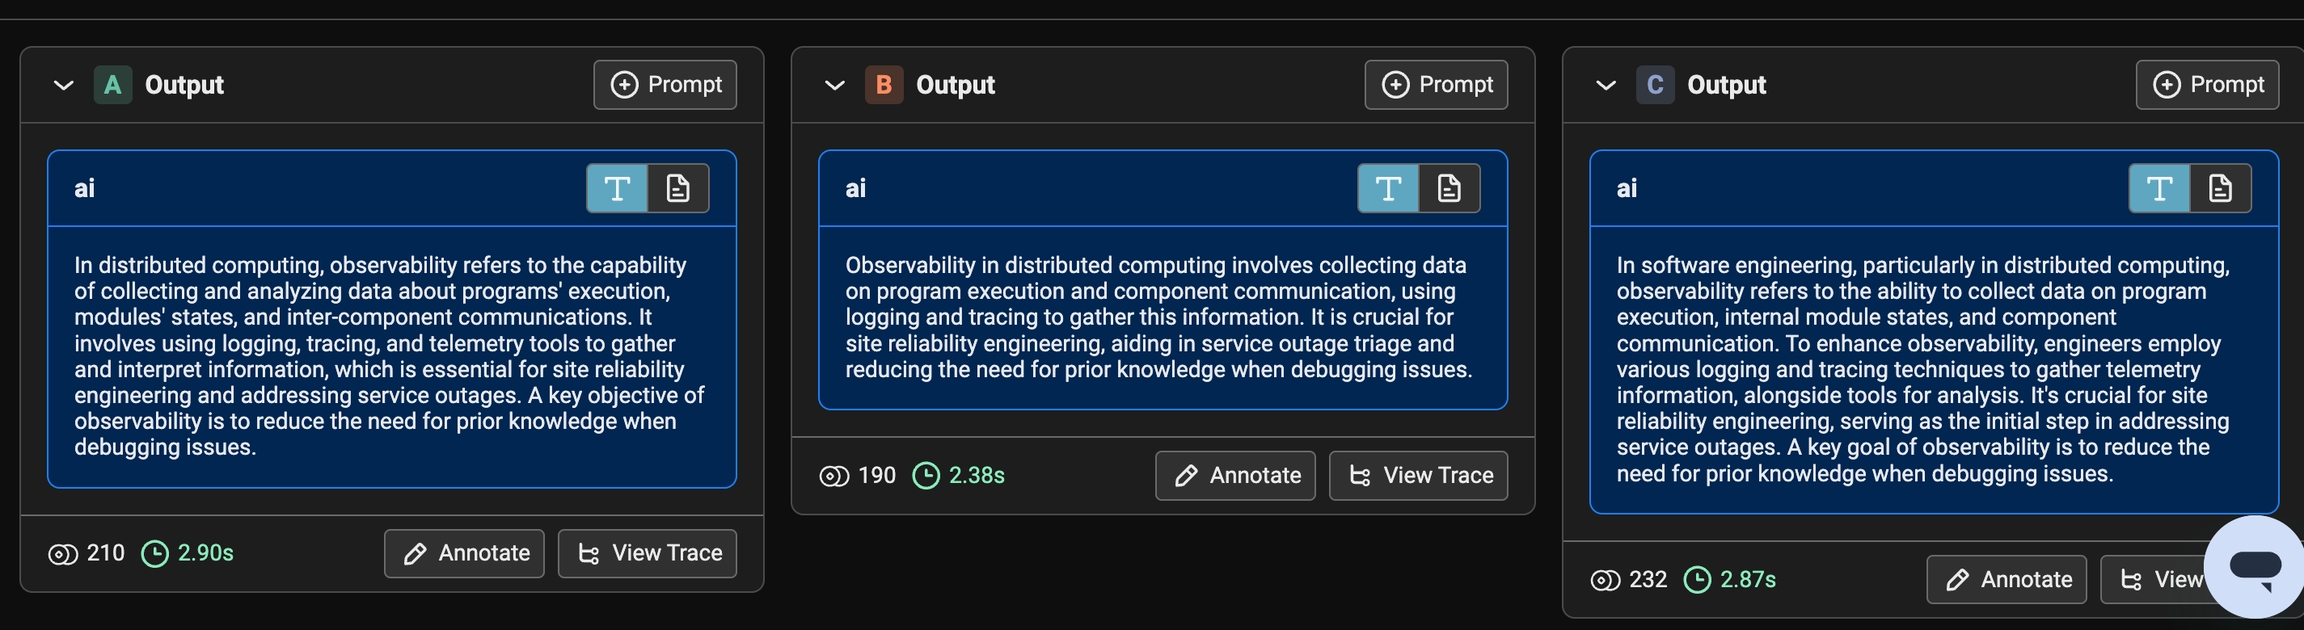 A Output
Prompt
ai
In distributed computing, observability refers to the capability
of collecting and analyzing data about programs' execution,
modules' states, and inter-component communications. It
involves using logging, tracing, and telemetry tools to gather
and interpret information, which is essential for site reliability
engineering and addressing service outages. A key objective of
observability is to reduce the need for prior knowledge when
debugging issues.
210 2.90s
Annotate
View Trace
B Output
Prompt
ai
Observability in distributed computing involves collecting data
on program execution and component communication, using
logging and tracing to gather this information. It is crucial for
site reliability engineering, aiding in service outage triage and
reducing the need for prior knowledge when debugging issues.
190 2.38s
Annotate
View Trace
C Output
Prompt
ai
In software engineering, particularly in distributed computing,
observability refers to the ability to collect data on program
execution, internal module states, and component
communication. To enhance observability, engineers employ
various logging and tracing techniques to gather telemetry
information, alongside tools for analysis. It's crucial for site
reliability engineering, serving as the initial step in addressing
service outages. A key goal of observability is to reduce the
need for prior knowledge when debugging issues.
232 2.87s
Annotate
View